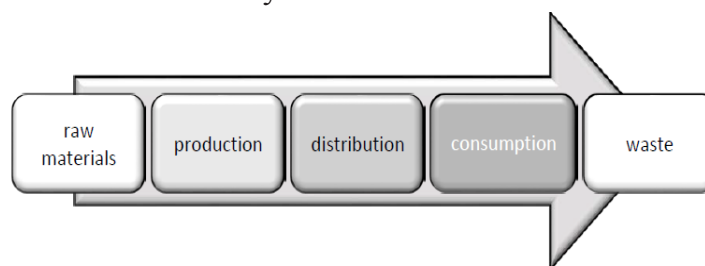 raw
materials
production
distribution
consumption
waste